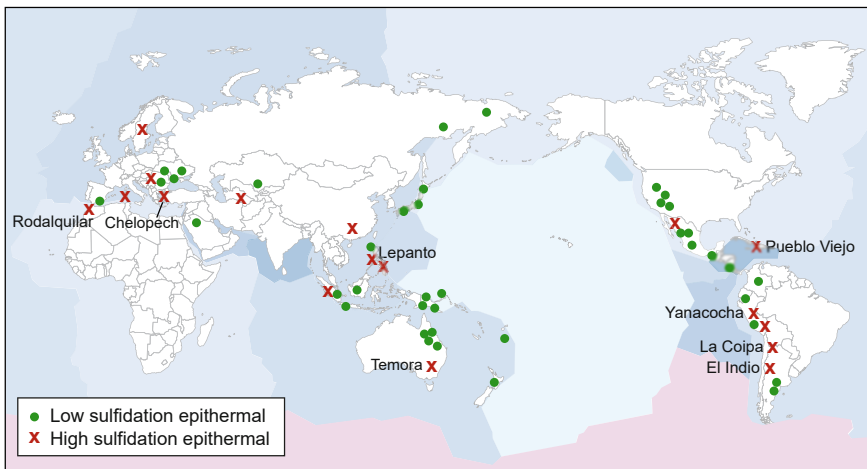 Rodalquilar
Chelopech
Lepanto
Pueblo Viejo
Yanacocha
La Coipa
Temora
El Indio
Low sulfidation epithermal
x High sulfidation epithermal